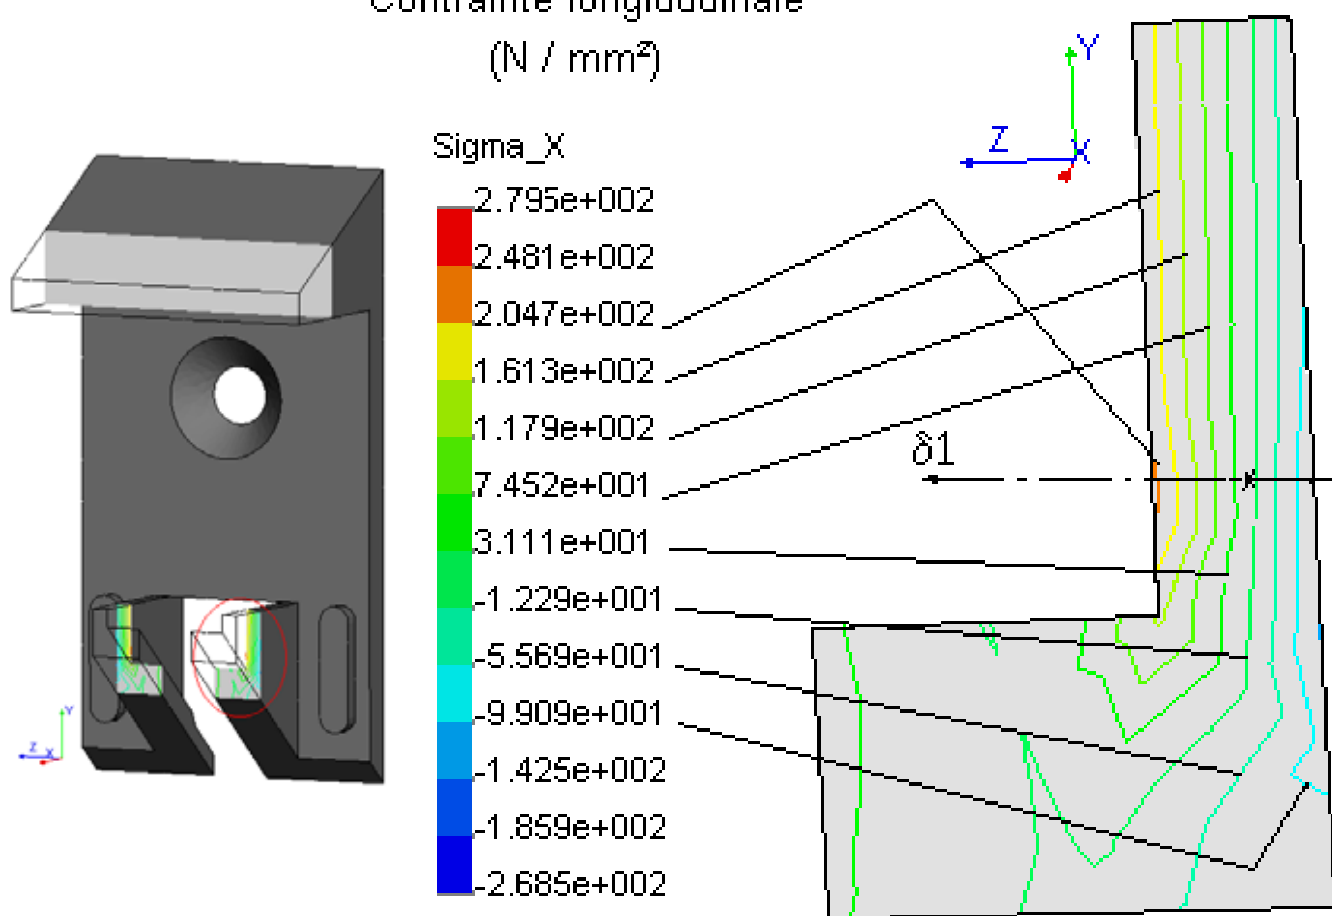 Contrainte longitudinale
(N / mm²)
Sigma_X
2.795e+002
2.481e+002
2.047e+002
1.613e+002
1.179e+002
7.452e+001
3.111e+001
-1.229e+001
-5.569e+001
-9.909e+001
-1.425e+002
-1.859e+002
-2.685e+002
Y
Z
X
δ1
Y
Z
X